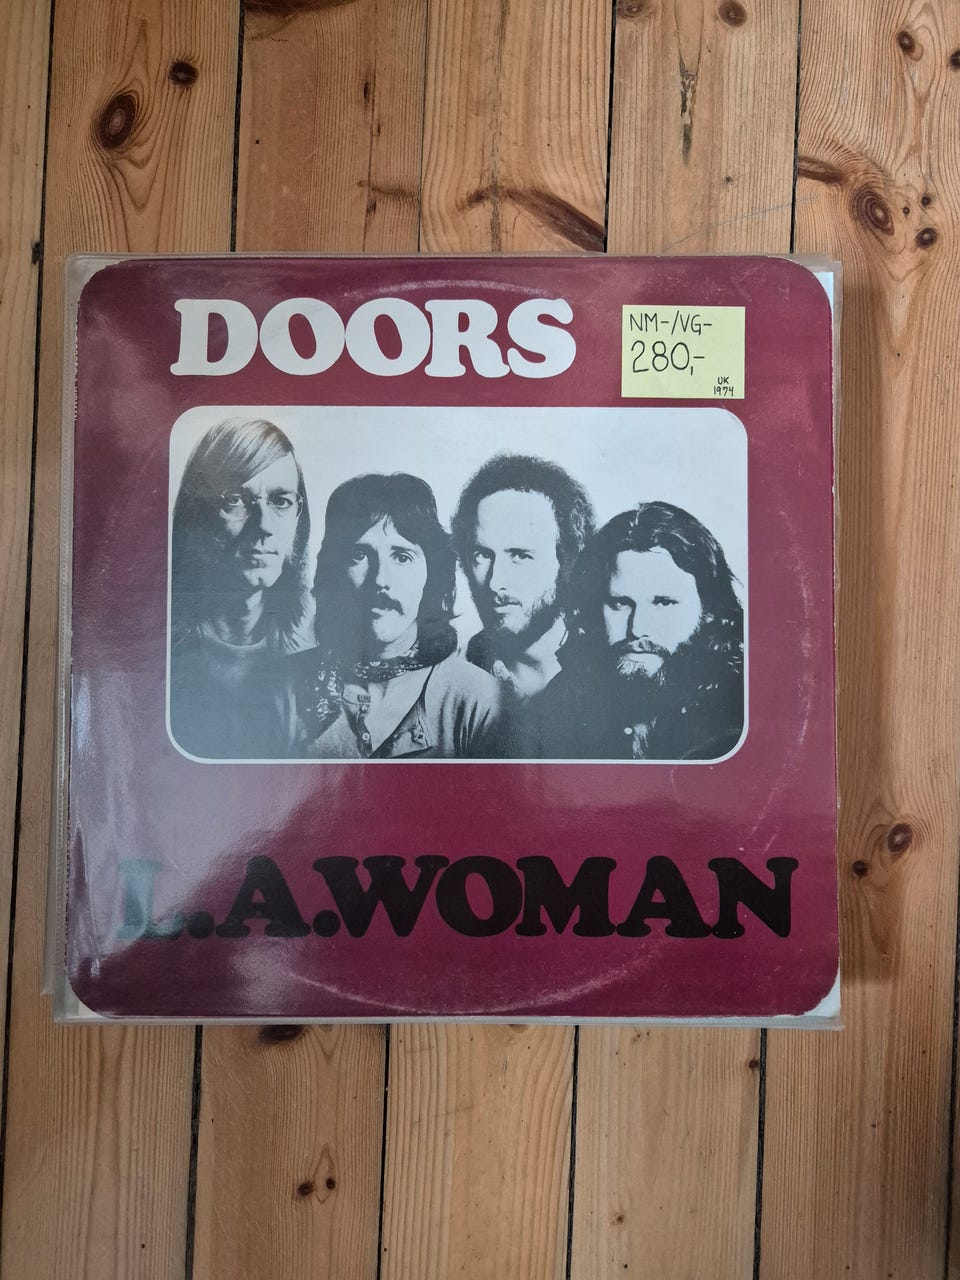 DOORS
NM-/VG-
280,-
UK
1974
L.A.WOMAN